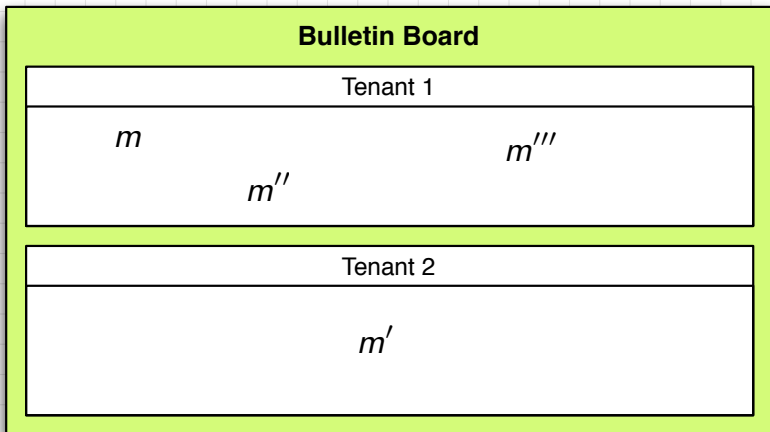 Bulletin Board
Tenant 1
m
m′′′
m′′
Tenant 2
m′